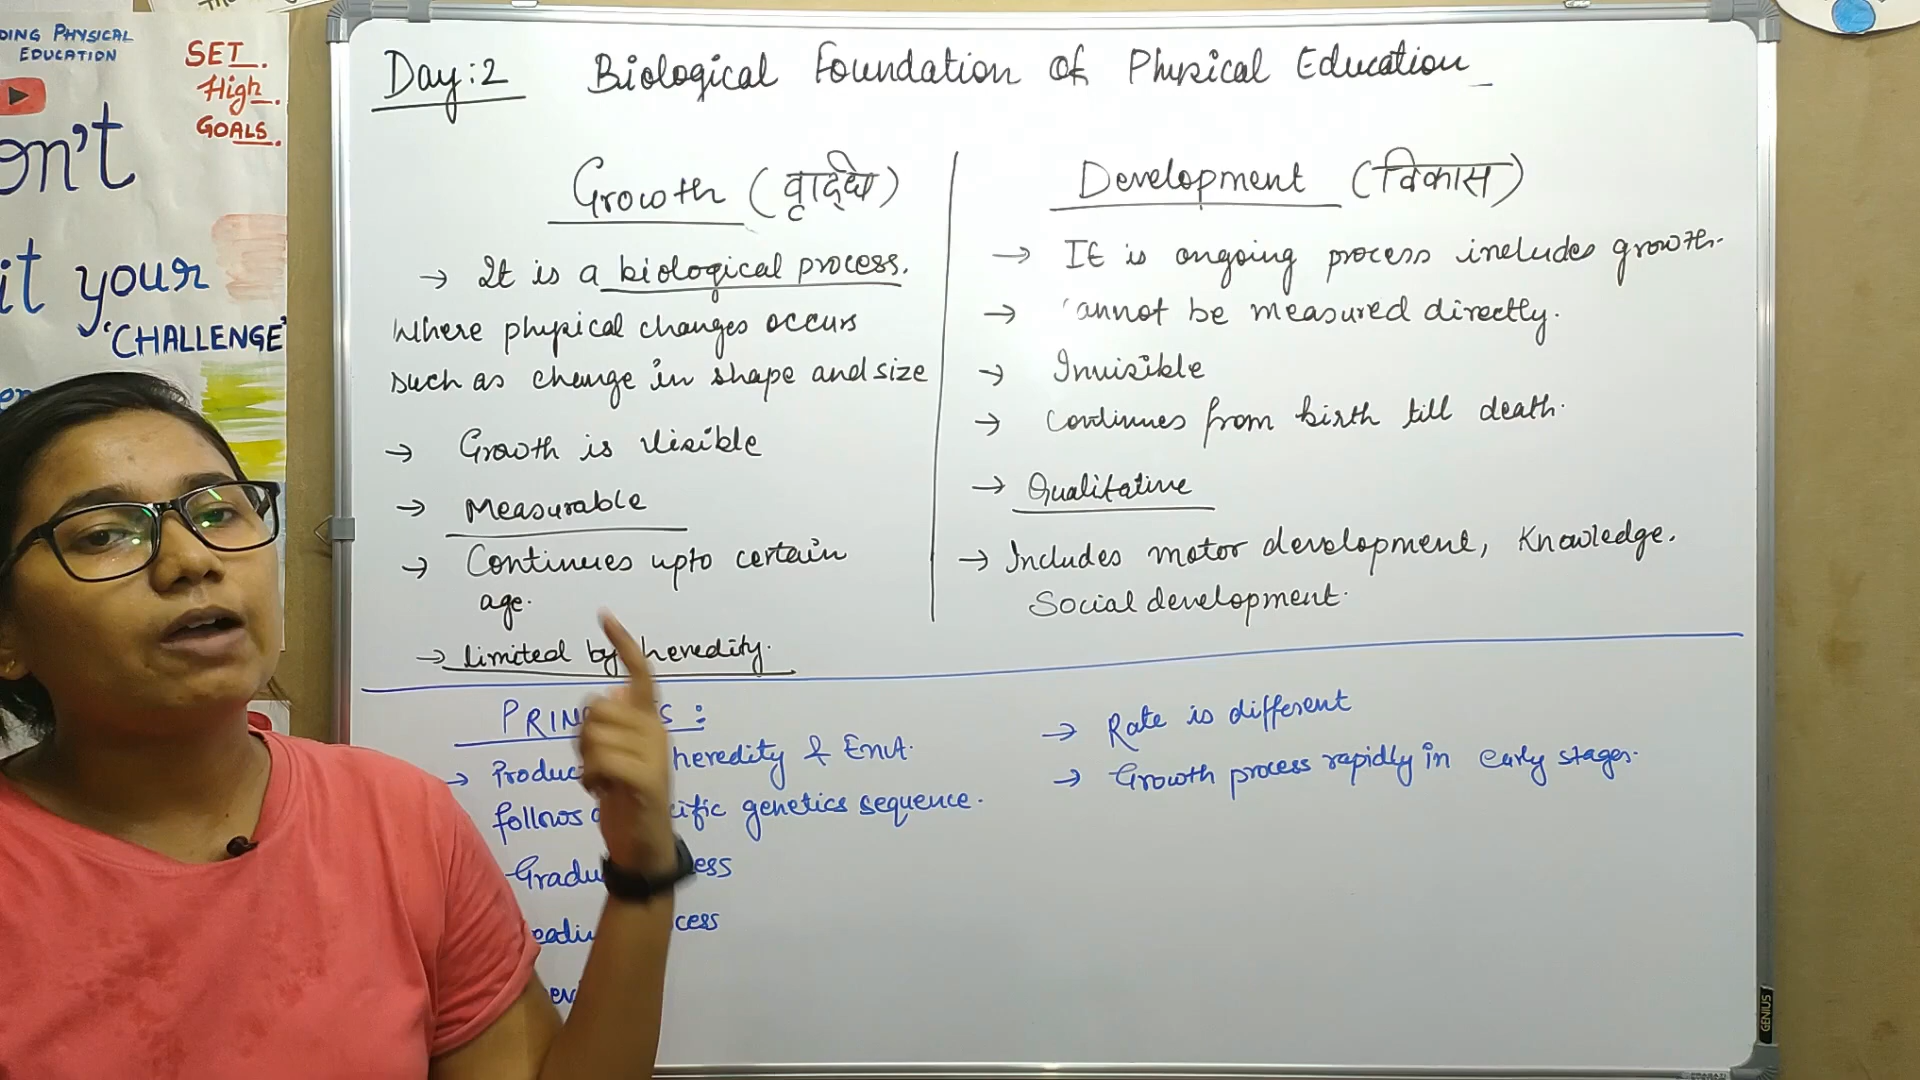 DING PHYSICAL
EDUCATION
SET
High
GOALS.
on't
it your
'CHALLENGE'
Day:2 Biological Foundation Of Physical Education
Growth (वृद्धि)
→ It is a biological process.
Where physical changes occurs
such as change in shape and size
→ Growth is visible
→ Measurable
→ Continues upto certain
age.
→ limited by heredity.
Development (विकास)
→ It is ongoing process includes growth.
→ annot be measured directly.
→ Invisible
→ Continues from birth till death.
→ Qualitative
→ Includes motor development, Knowledge.
Social development.
PRIN S:
→ Produc heredity &
follows cific genetics sequence.
Gradu ess
cess
→ Rate is different
→ Growth process rapidly in early stages.
GENIUS